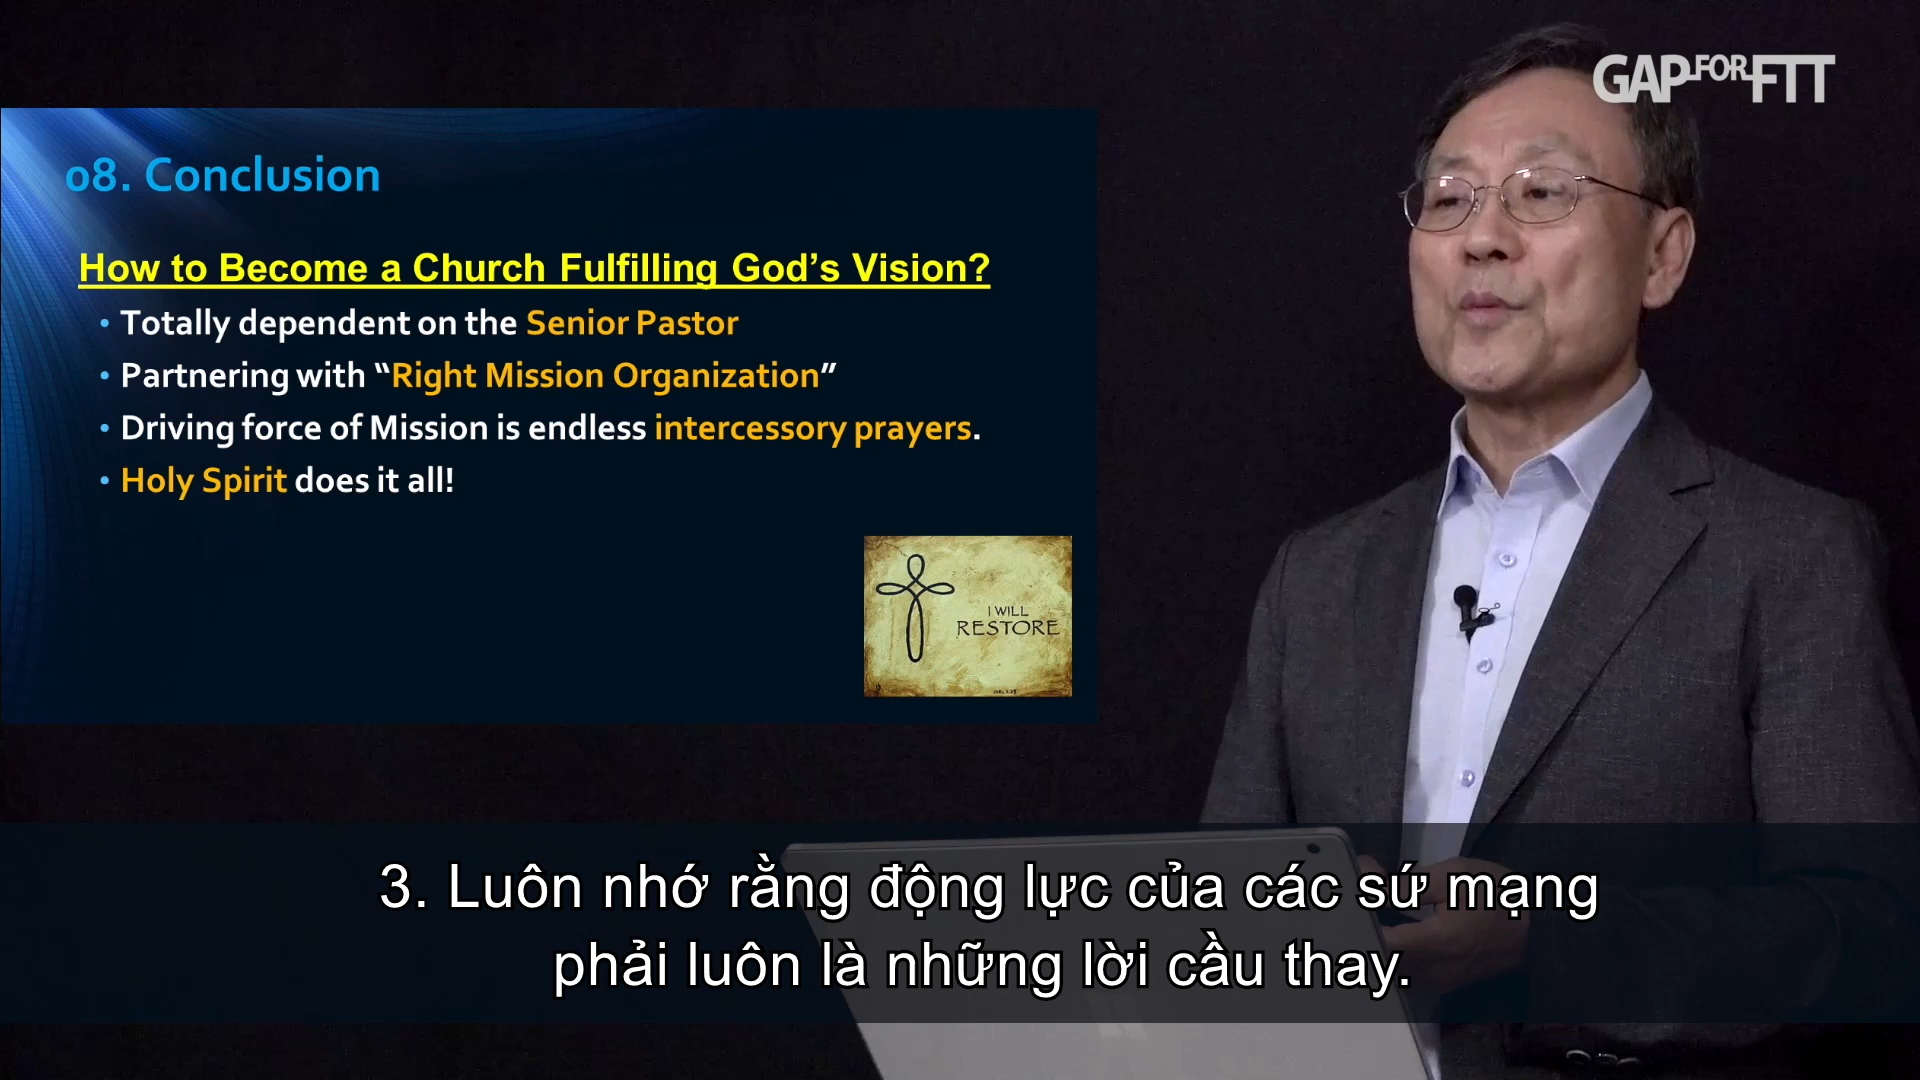 GAP FOR FTT
08. Conclusion
How to Become a Church Fulfilling God's Vision?
• Totally dependent on the Senior Pastor
• Partnering with “Right Mission Organization”
• Driving force of Mission is endless intercessory prayers.
• Holy Spirit does it all!
I WILL
RESTORE
3. Luôn nhớ rằng động lực của các sứ mạng
phải luôn là những lời cầu thay.